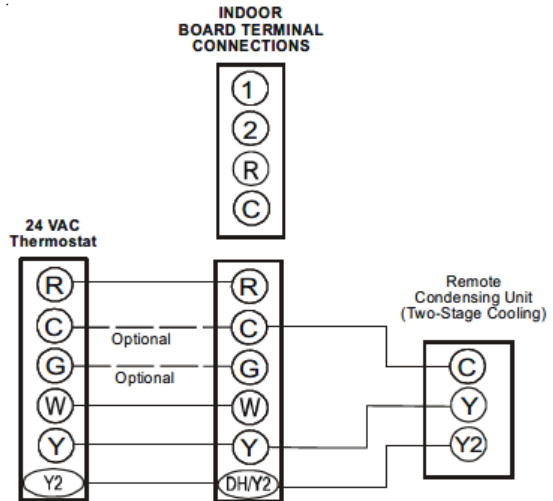 INDOOR
BOARD TERMINAL
CONNECTIONS
1
2
R
C
24 VAC
Thermostat
R
C
G
W
Y
Y2
Optional
Optional
R
C
G
W
Y
DH/Y2
Remote
Condensing Unit
(Two-Stage Cooling)
C
Y
Y2